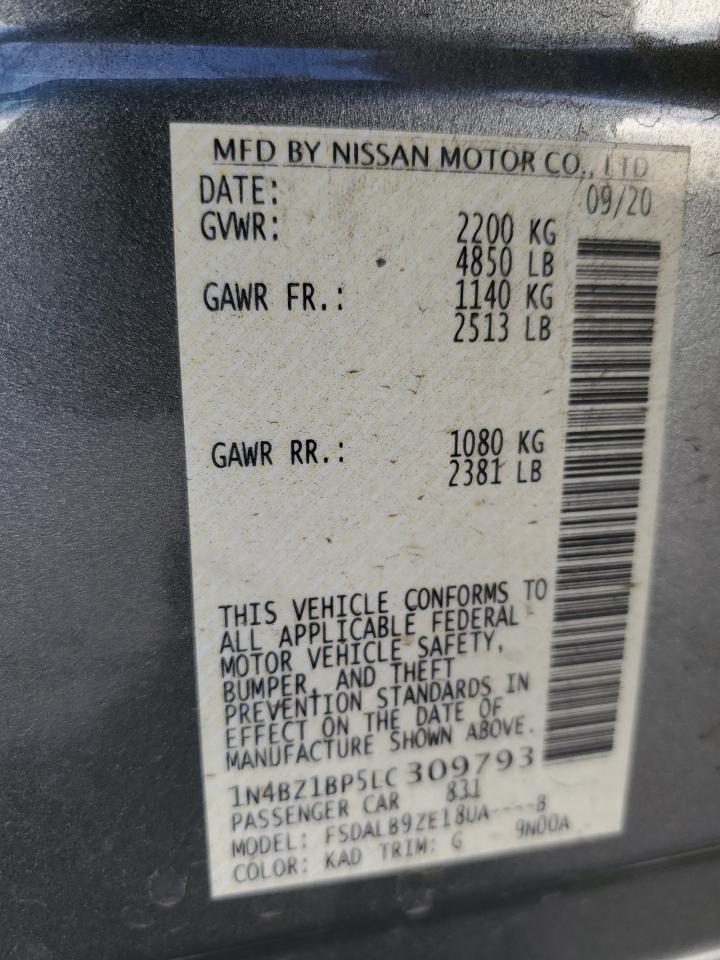 MFD BY NISSAN MOTOR CO., LTD
DATE: 09/20
GVWR: 2200 KG
4850 LB
GAWR FR.: 1140 KG
2513 LB
GAWR RR.: 1080 KG
2381 LB
THIS VEHICLE CONFORMS TO
ALL APPLICABLE FEDERAL
MOTOR VEHICLE SAFETY,
BUMPER, AND THEFT
PREVENTION STANDARDS IN
EFFECT ON THE DATE OF
MANUFACTURE SHOWN ABOVE.
1N4BZ1BP5LC309793
PASSENGER CAR 831
MODEL: FSDALB9ZE18UA----B
COLOR: KAD TRIM: G 9N00A